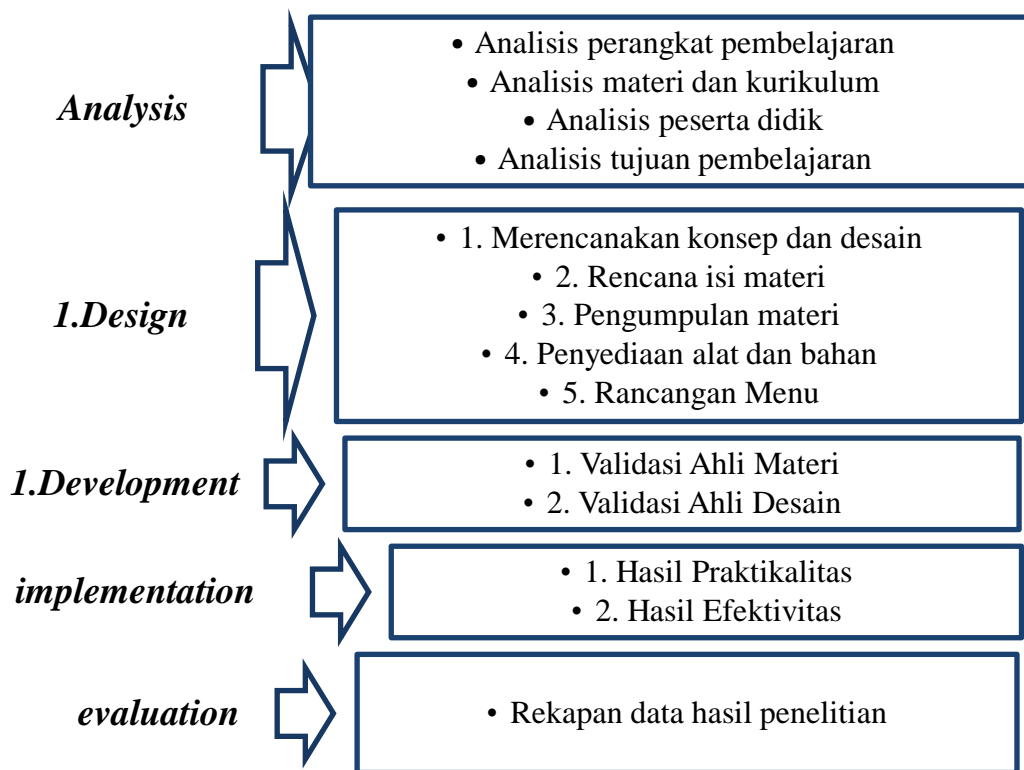 Analysis
• Analisis perangkat pembelajaran
• Analisis materi dan kurikulum
• Analisis peserta didik
• Analisis tujuan pembelajaran
1.Design
• 1. Merencanakan konsep dan desain
• 2. Rencana isi materi
• 3. Pengumpulan materi
• 4. Penyediaan alat dan bahan
• 5. Rancangan Menu
1.Development
• 1. Validasi Ahli Materi
• 2. Validasi Ahli Desain
implementation
• 1. Hasil Praktikalitas
• 2. Hasil Efektivitas
evaluation
• Rekapan data hasil penelitian